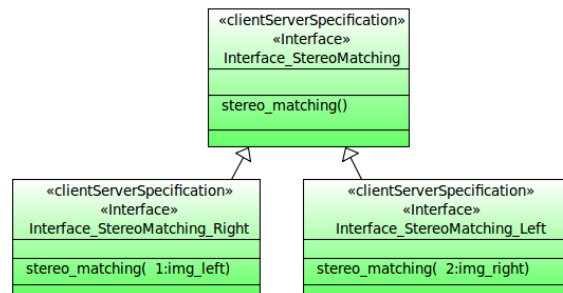 «clientServerSpecification»
«Interface»
Interface_StereoMatching
stereo_matching()
«clientServerSpecification»
«Interface»
Interface_StereoMatching_Right
stereo_matching(  1:img_left)
«clientServerSpecification»
«Interface»
Interface_StereoMatching_Left
stereo_matching(  2:img_right)